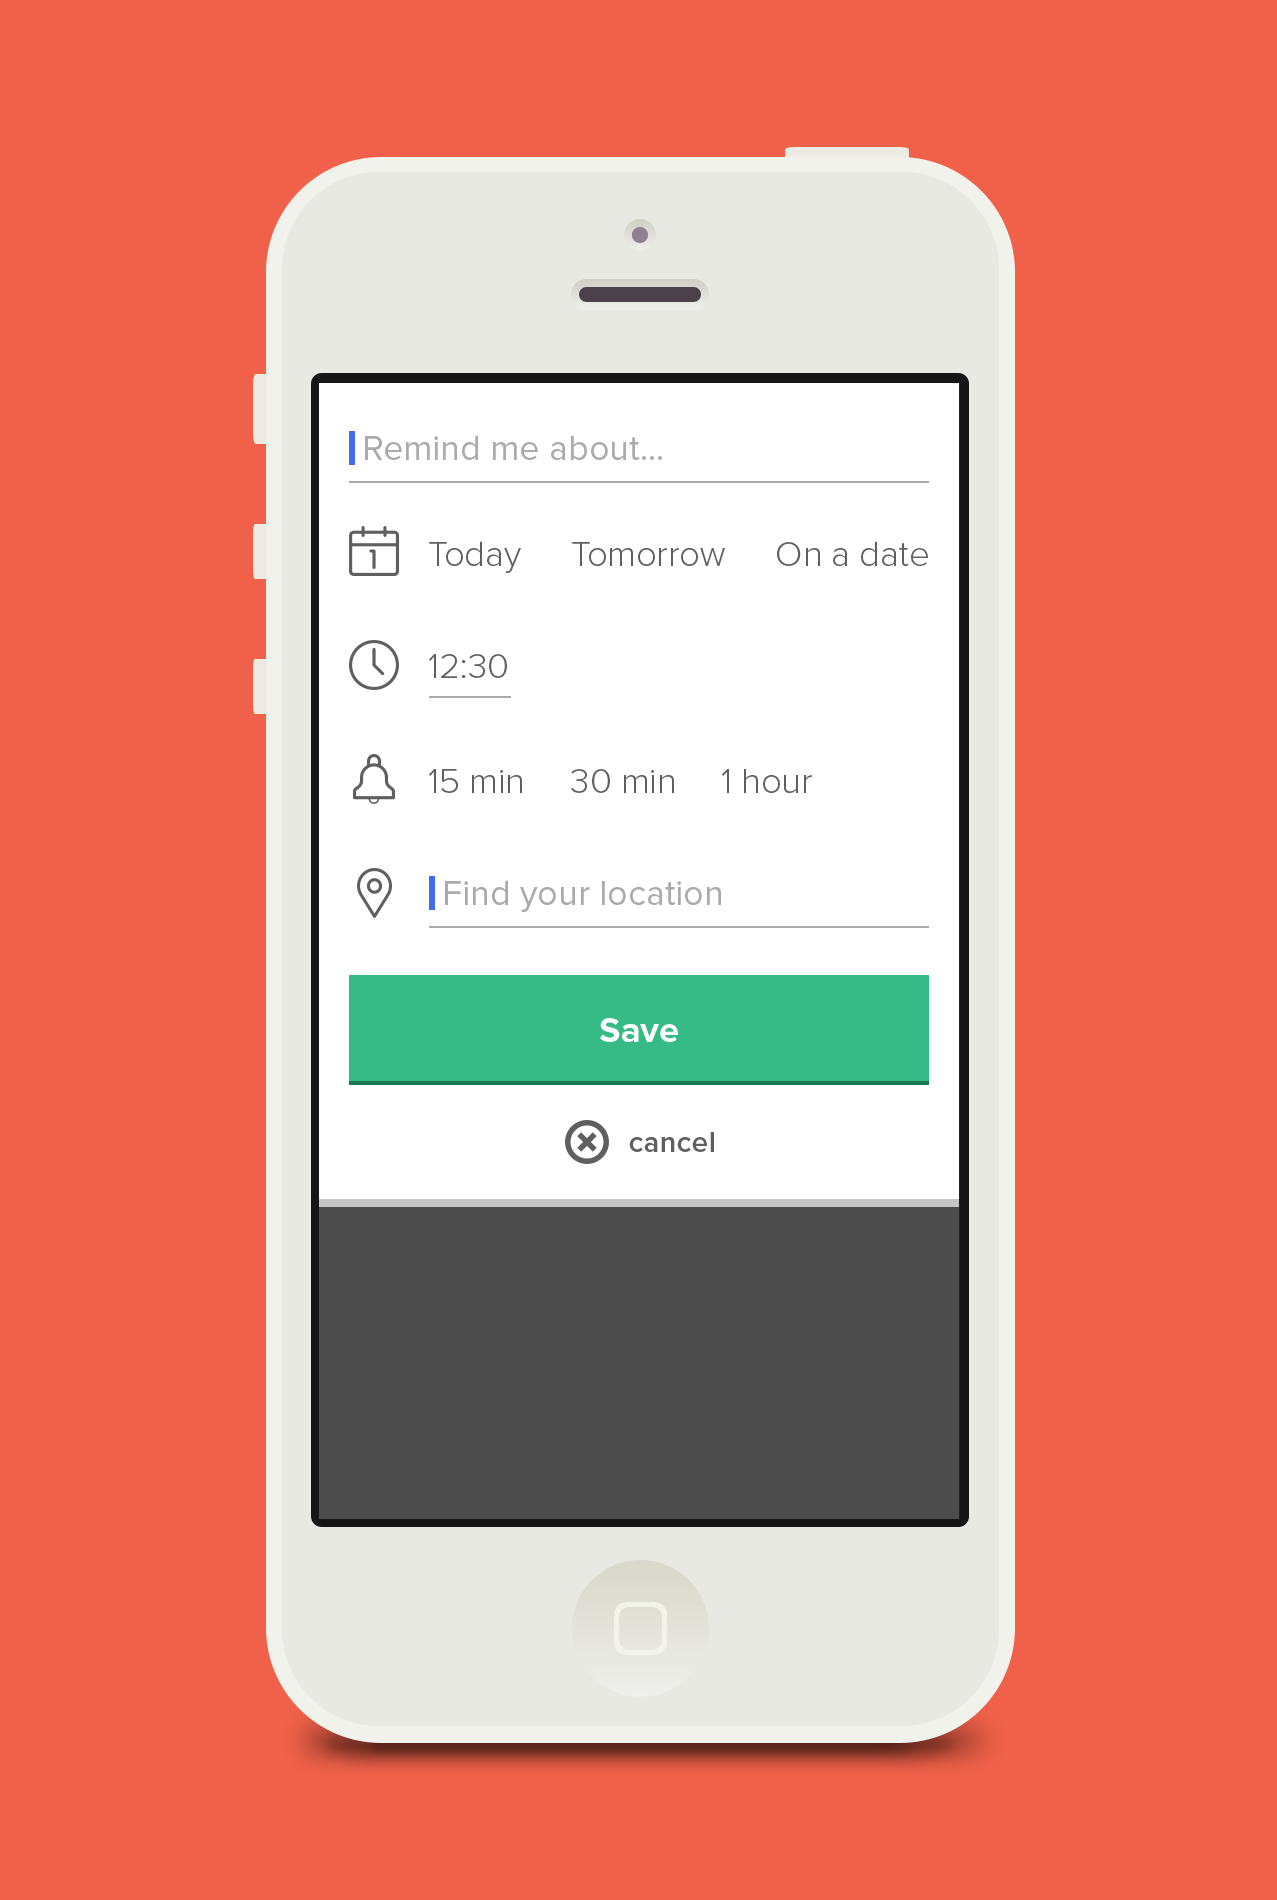 Remind me about...
1
Today Tomorrow On a date
12:30
15 min 30 min 1 hour
Find your location
Save
cancel